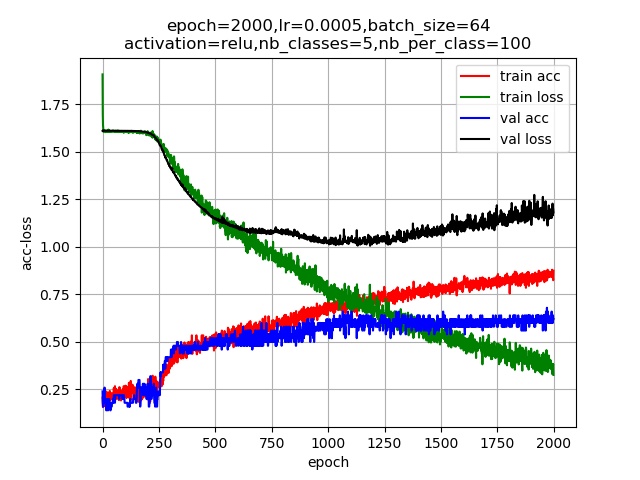 epoch=2000,lr=0.0005,batch_size=64
activation=relu,nb_classes=5,nb_per_class=100
train acc
train loss
val acc
val loss
1.75
1.50
1.25
1.00
0.75
0.50
0.25
acc-loss
0 250 500 750 1000 1250 1500 1750 2000
epoch